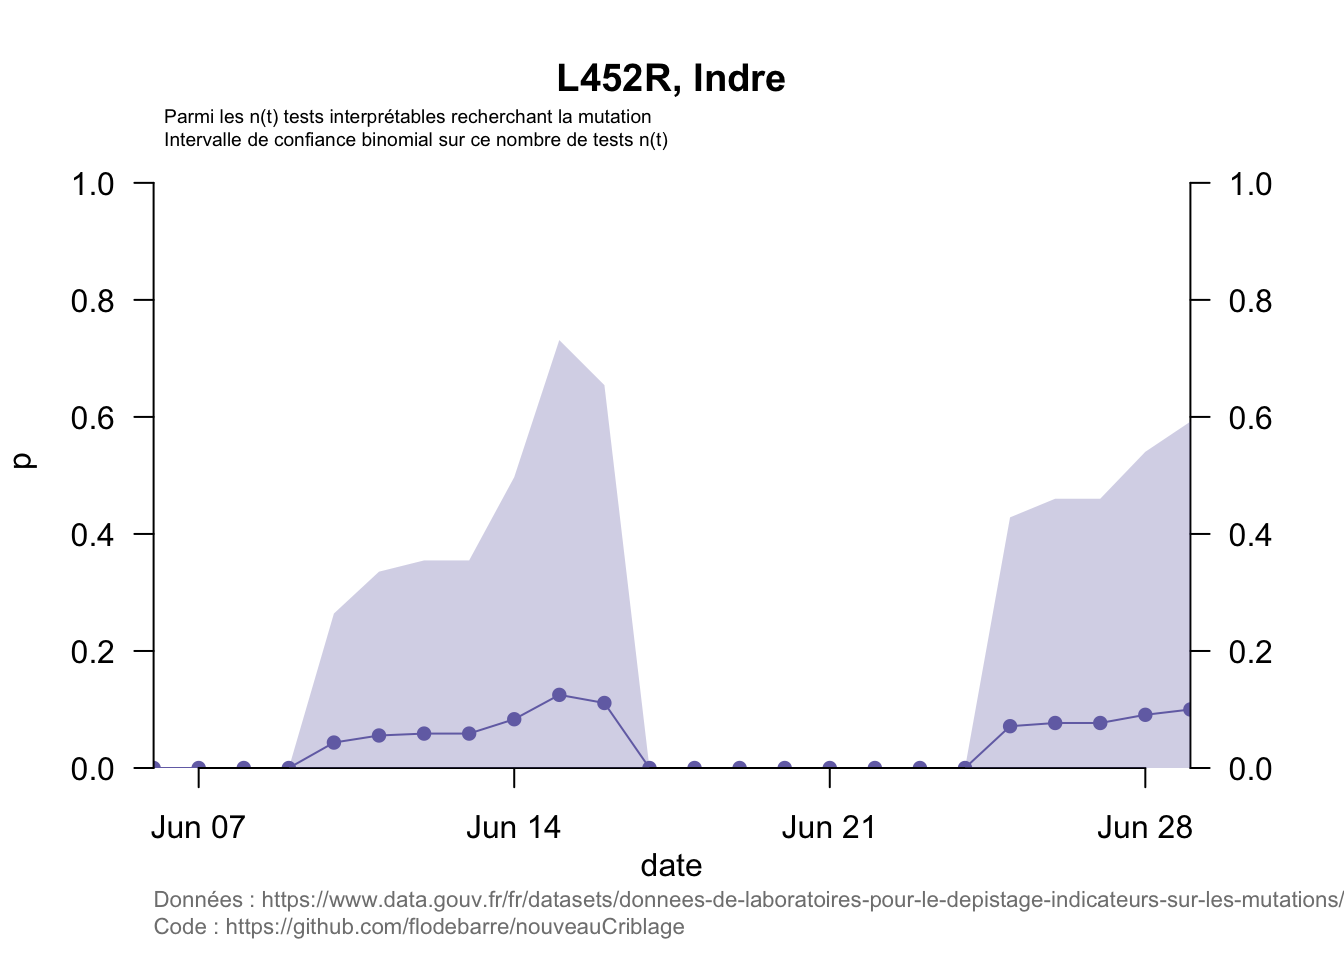 L452R, Indre
Parmi les n(t) tests interprétables recherchant la mutation
Intervalle de confiance binomial sur ce nombre de tests n(t)
1.0 1.0
0.8 0.8
0.6 0.6
p
0.4 0.4
0.2 0.2
0.0 0.0
Jun 07 Jun 14 Jun 21 Jun 28
date
Données : https://www.data.gouv.fr/fr/datasets/donnees-de-laboratoires-pour-le-depistage-indicateurs-sur-les-mutations/
Code : https://github.com/flodebarre/nouveauCriblage